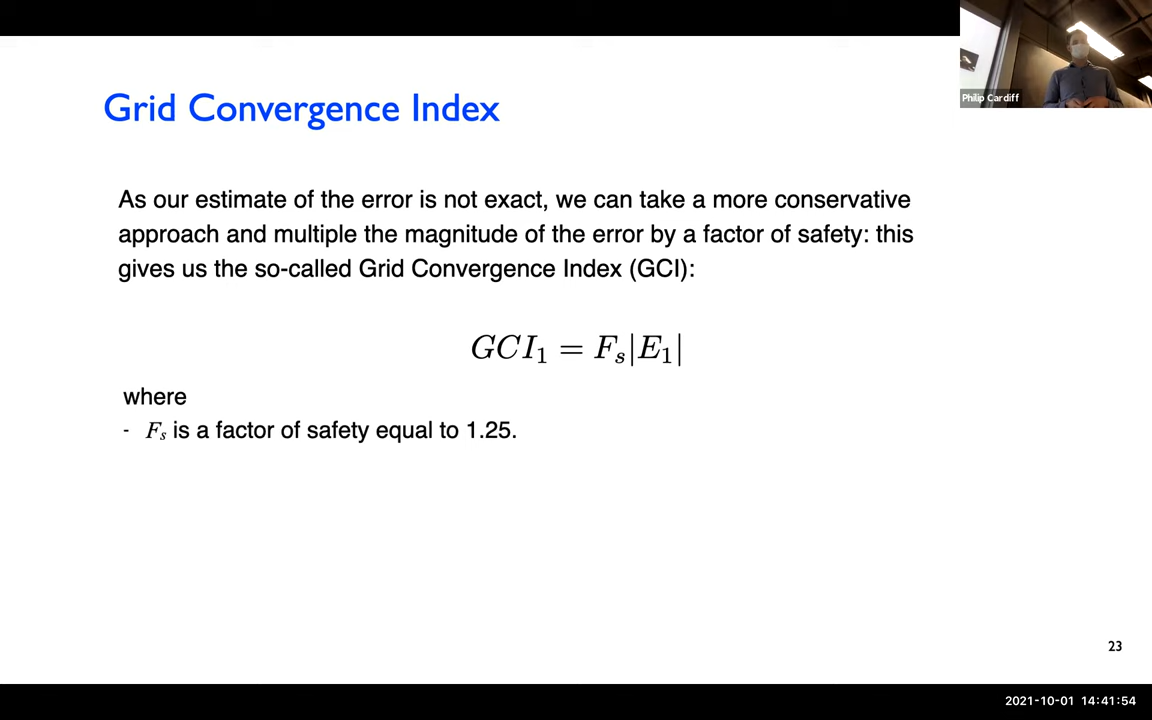 Philip Cardiff
Grid Convergence Index
As our estimate of the error is not exact, we can take a more conservative
approach and multiple the magnitude of the error by a factor of safety: this
gives us the so-called Grid Convergence Index (GCI):
GCI₁ = Fₛ|E₁|
where
- Fₛ is a factor of safety equal to 1.25.
23
2021-10-01 14:41:54